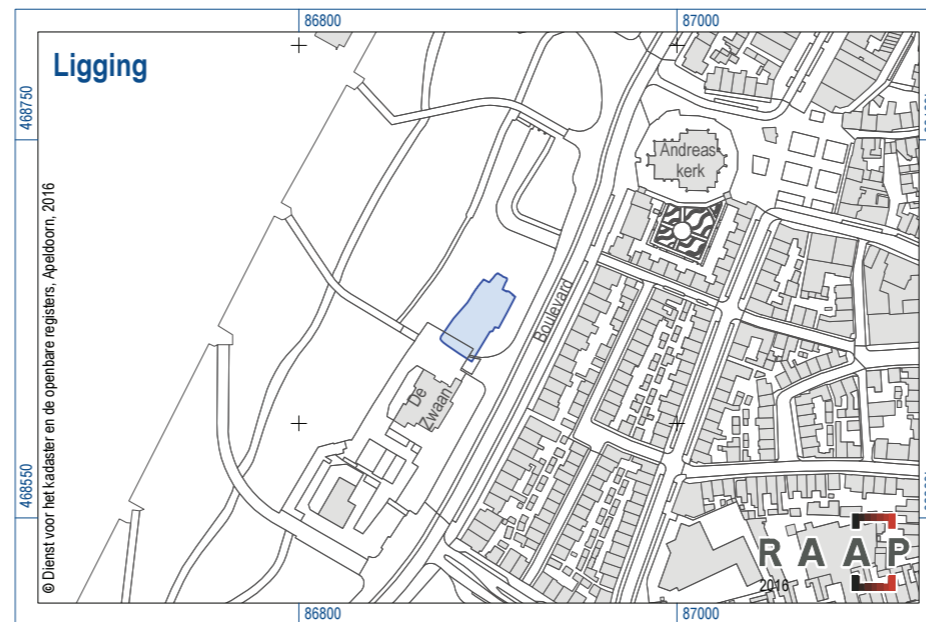 86800
87000
Ligging
468750
© Dienst voor het kadaster en de openbare registers, Apeldoorn, 2016
Andreas-
kerk
Boulevard
De
Zwaan
468550
RAAP
2016
86800
87000